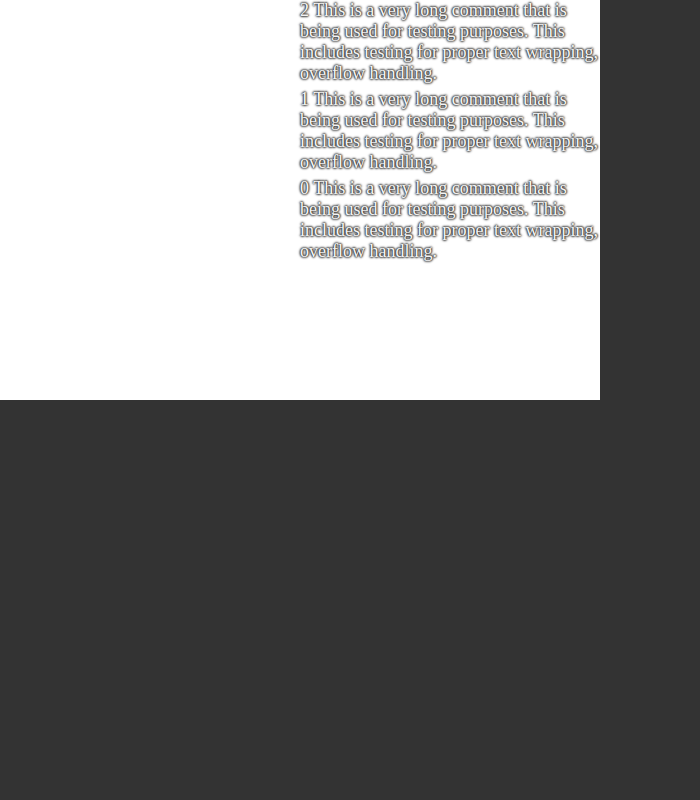 2 This is a very long comment that is
being used for testing purposes. This
includes testing for proper text wrapping,
overflow handling.
1 This is a very long comment that is
being used for testing purposes. This
includes testing for proper text wrapping,
overflow handling.
0 This is a very long comment that is
being used for testing purposes. This
includes testing for proper text wrapping,
overflow handling.